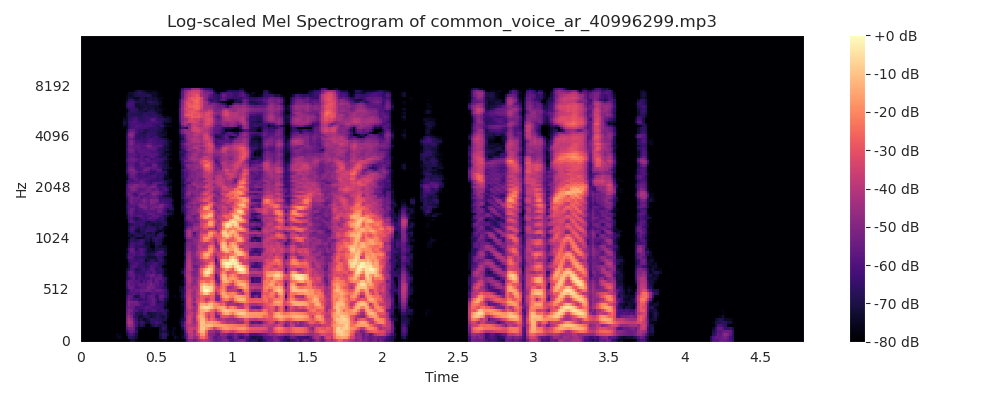 Log-scaled Mel Spectrogram of common_voice_ar_40996299.mp3
8192
4096
2048
1024
512
0
Hz
0 0.5 1 1.5 2 2.5 3 3.5 4 4.5
Time
+0 dB
-10 dB
-20 dB
-30 dB
-40 dB
-50 dB
-60 dB
-70 dB
-80 dB